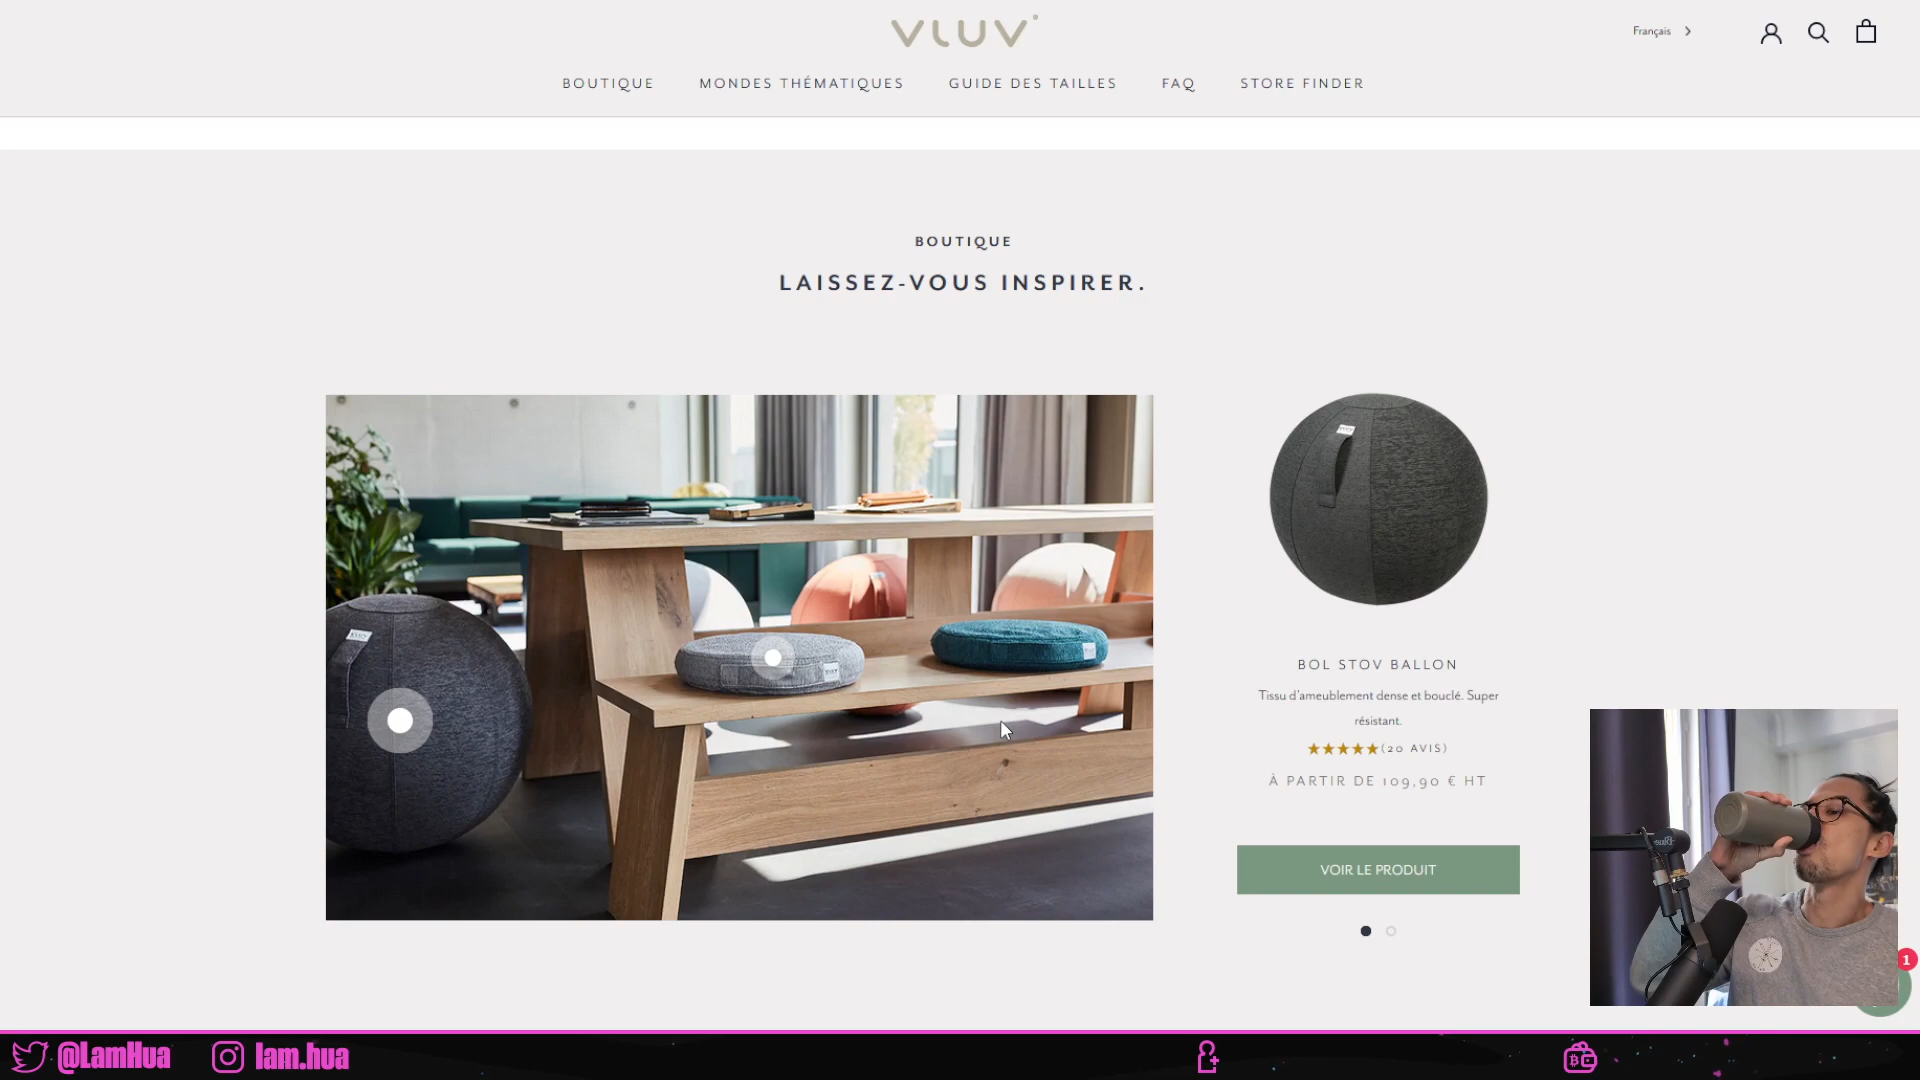 VLUV
Français
BOUTIQUE
MONDES THÉMATIQUES
GUIDE DES TAILLES
FAQ
STORE FINDER
BOUTIQUE
LAISSEZ-VOUS INSPIRER.
BOL STOV BALLON
Tissu d'ameublement dense et bouclé. Super
résistant.
(20 AVIS)
À PARTIR DE 109,90 € HT
VOIR LE PRODUIT
1
@LamHua
lam.hua